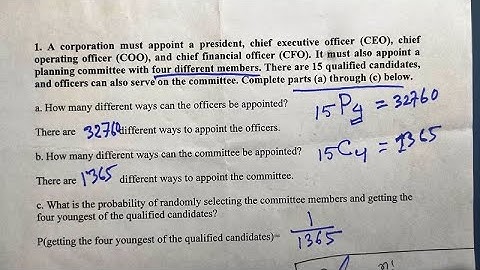 1. A corporation must appoint a president, chief executive officer (CEO), chief
operating officer (COO), and chief financial officer (CFO). It must also appoint a
planning committee with four different members. There are 15 qualified candidates,
and officers can also serve on the committee. Complete parts (a) through (c) below.
a. How many different ways can the officers be appointed?
15P4 = 32760
There are 32760 different ways to appoint the officers.
b. How many different ways can the committee be appointed?
15C4 = 1365
There are 1365 different ways to appoint the committee.
c. What is the probability of randomly selecting the committee members and getting the
four youngest of the qualified candidates?
P(getting the four youngest of the qualified candidates)= 1/1365